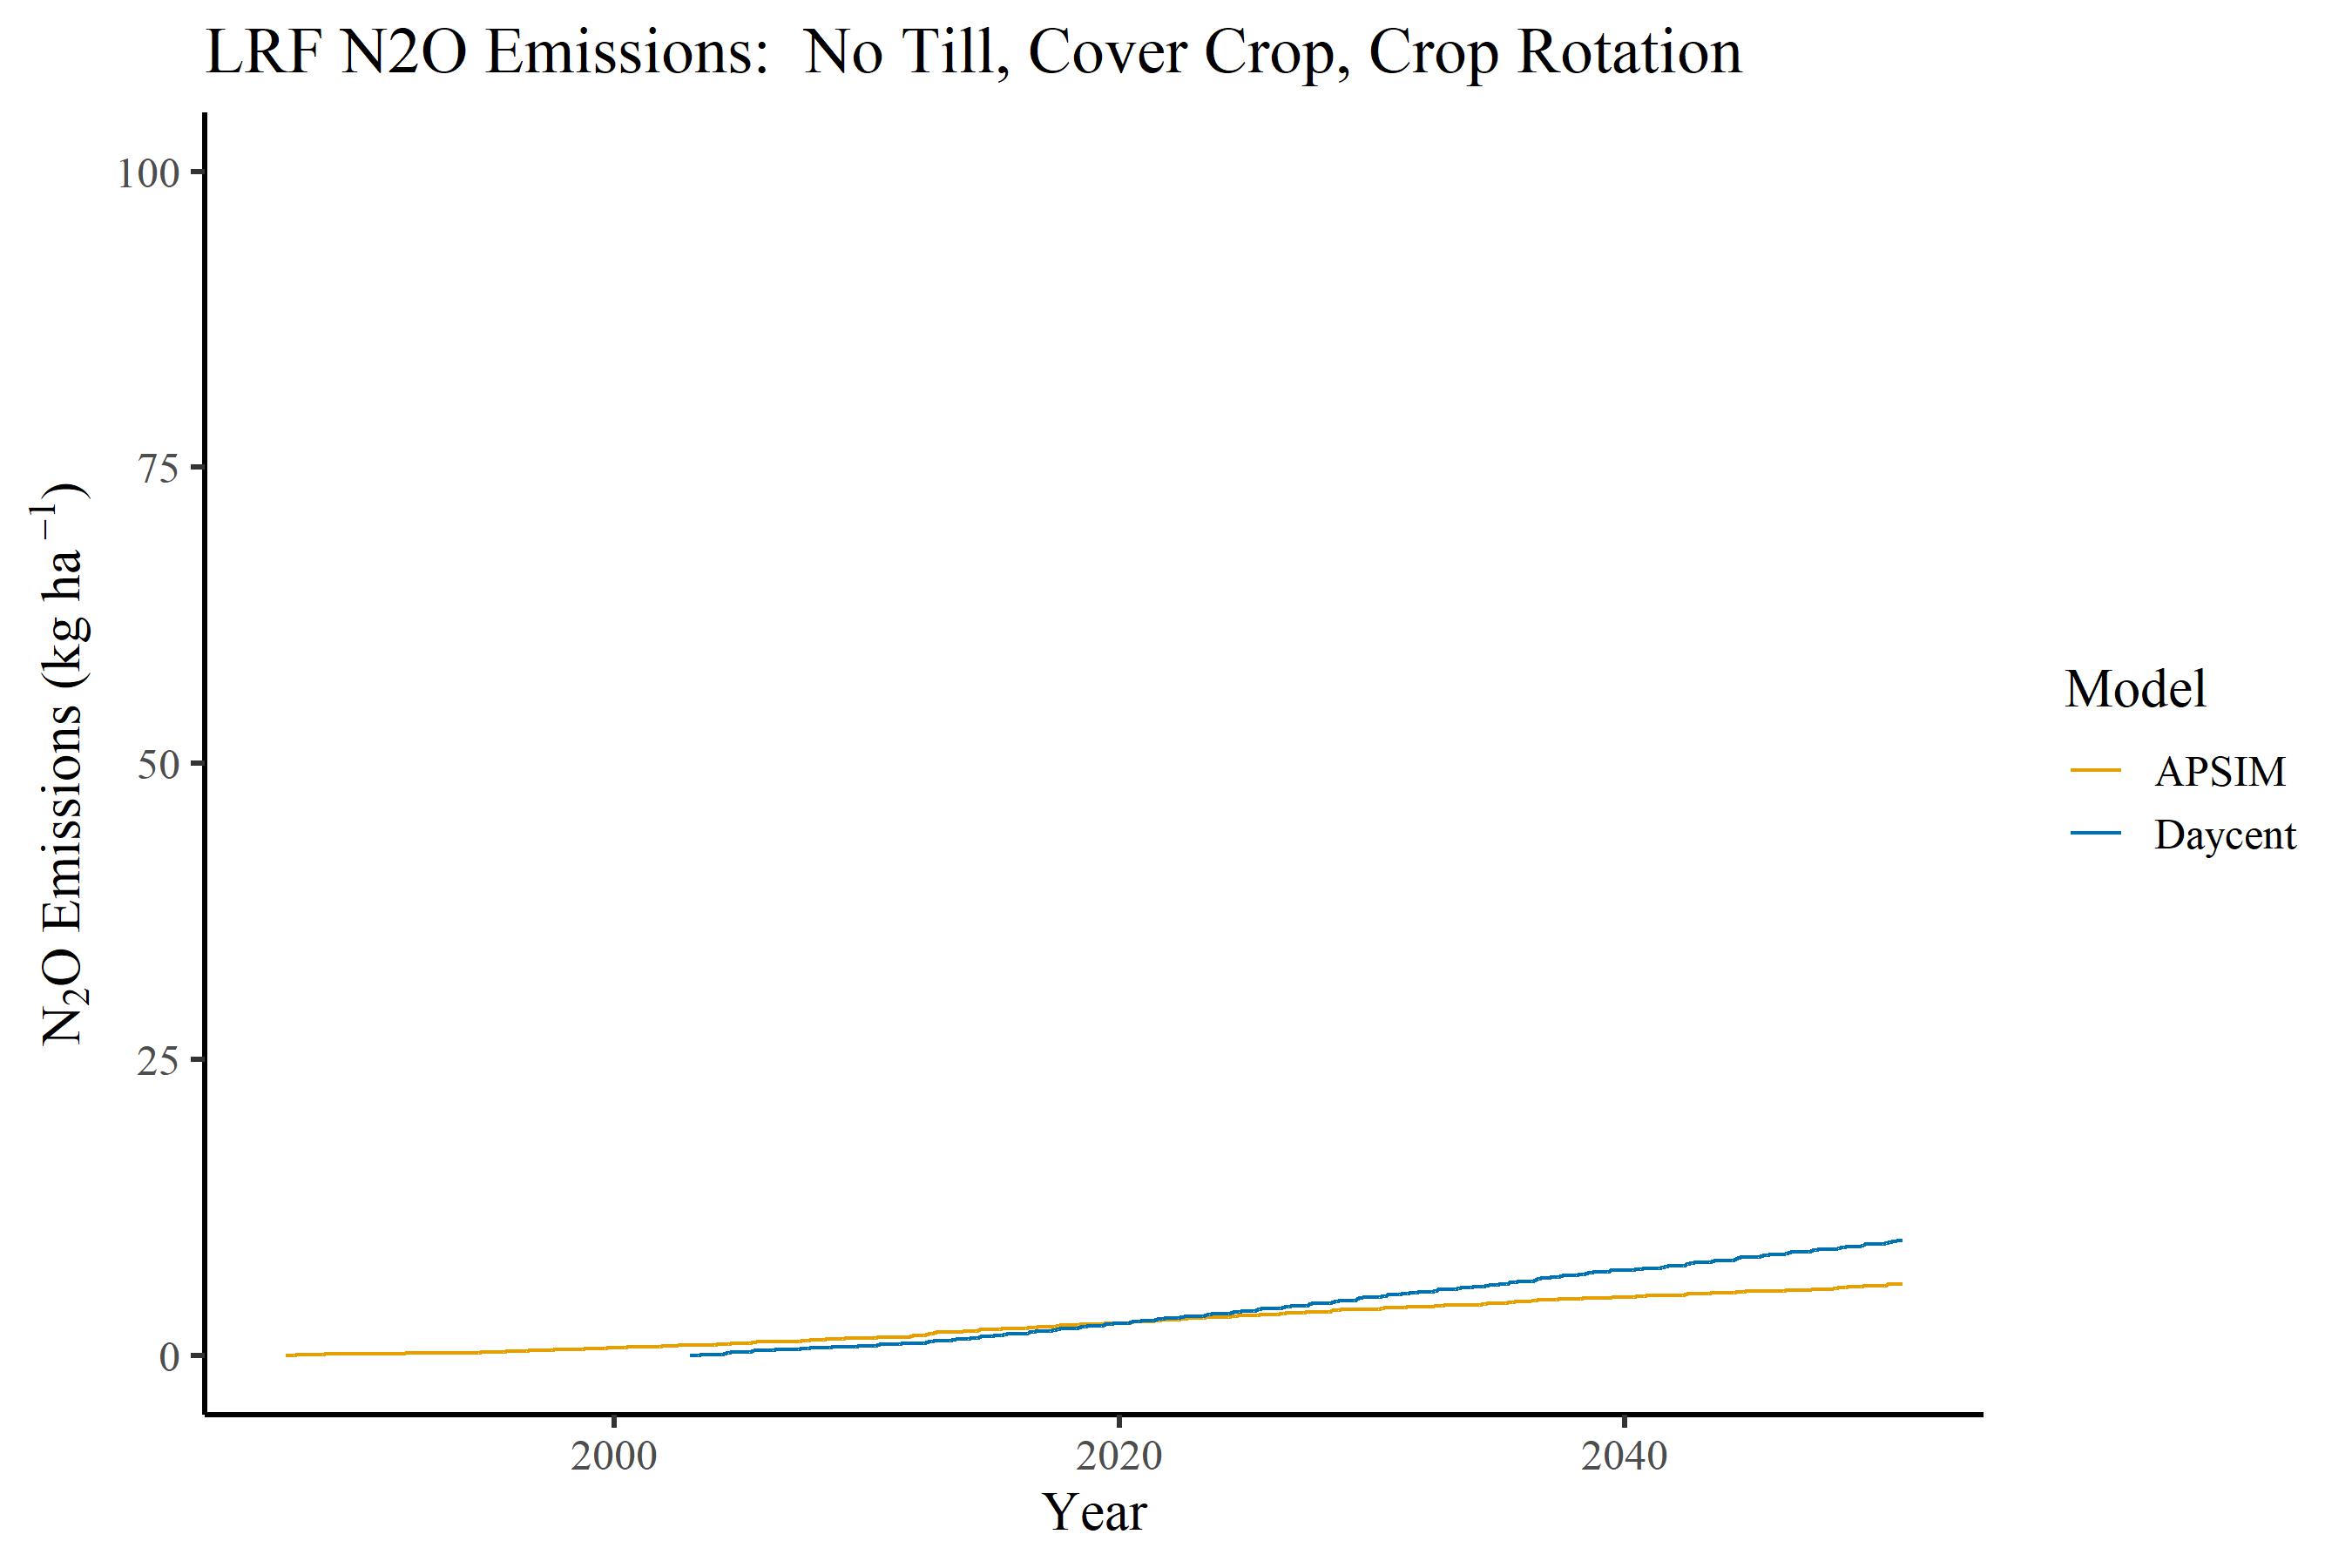 LRF N2O Emissions:  No Till, Cover Crop, Crop Rotation
N₂O Emissions (kg ha⁻¹)
100
75
50
25
0
2000
2020
2040
Year
Model
APSIM
Daycent